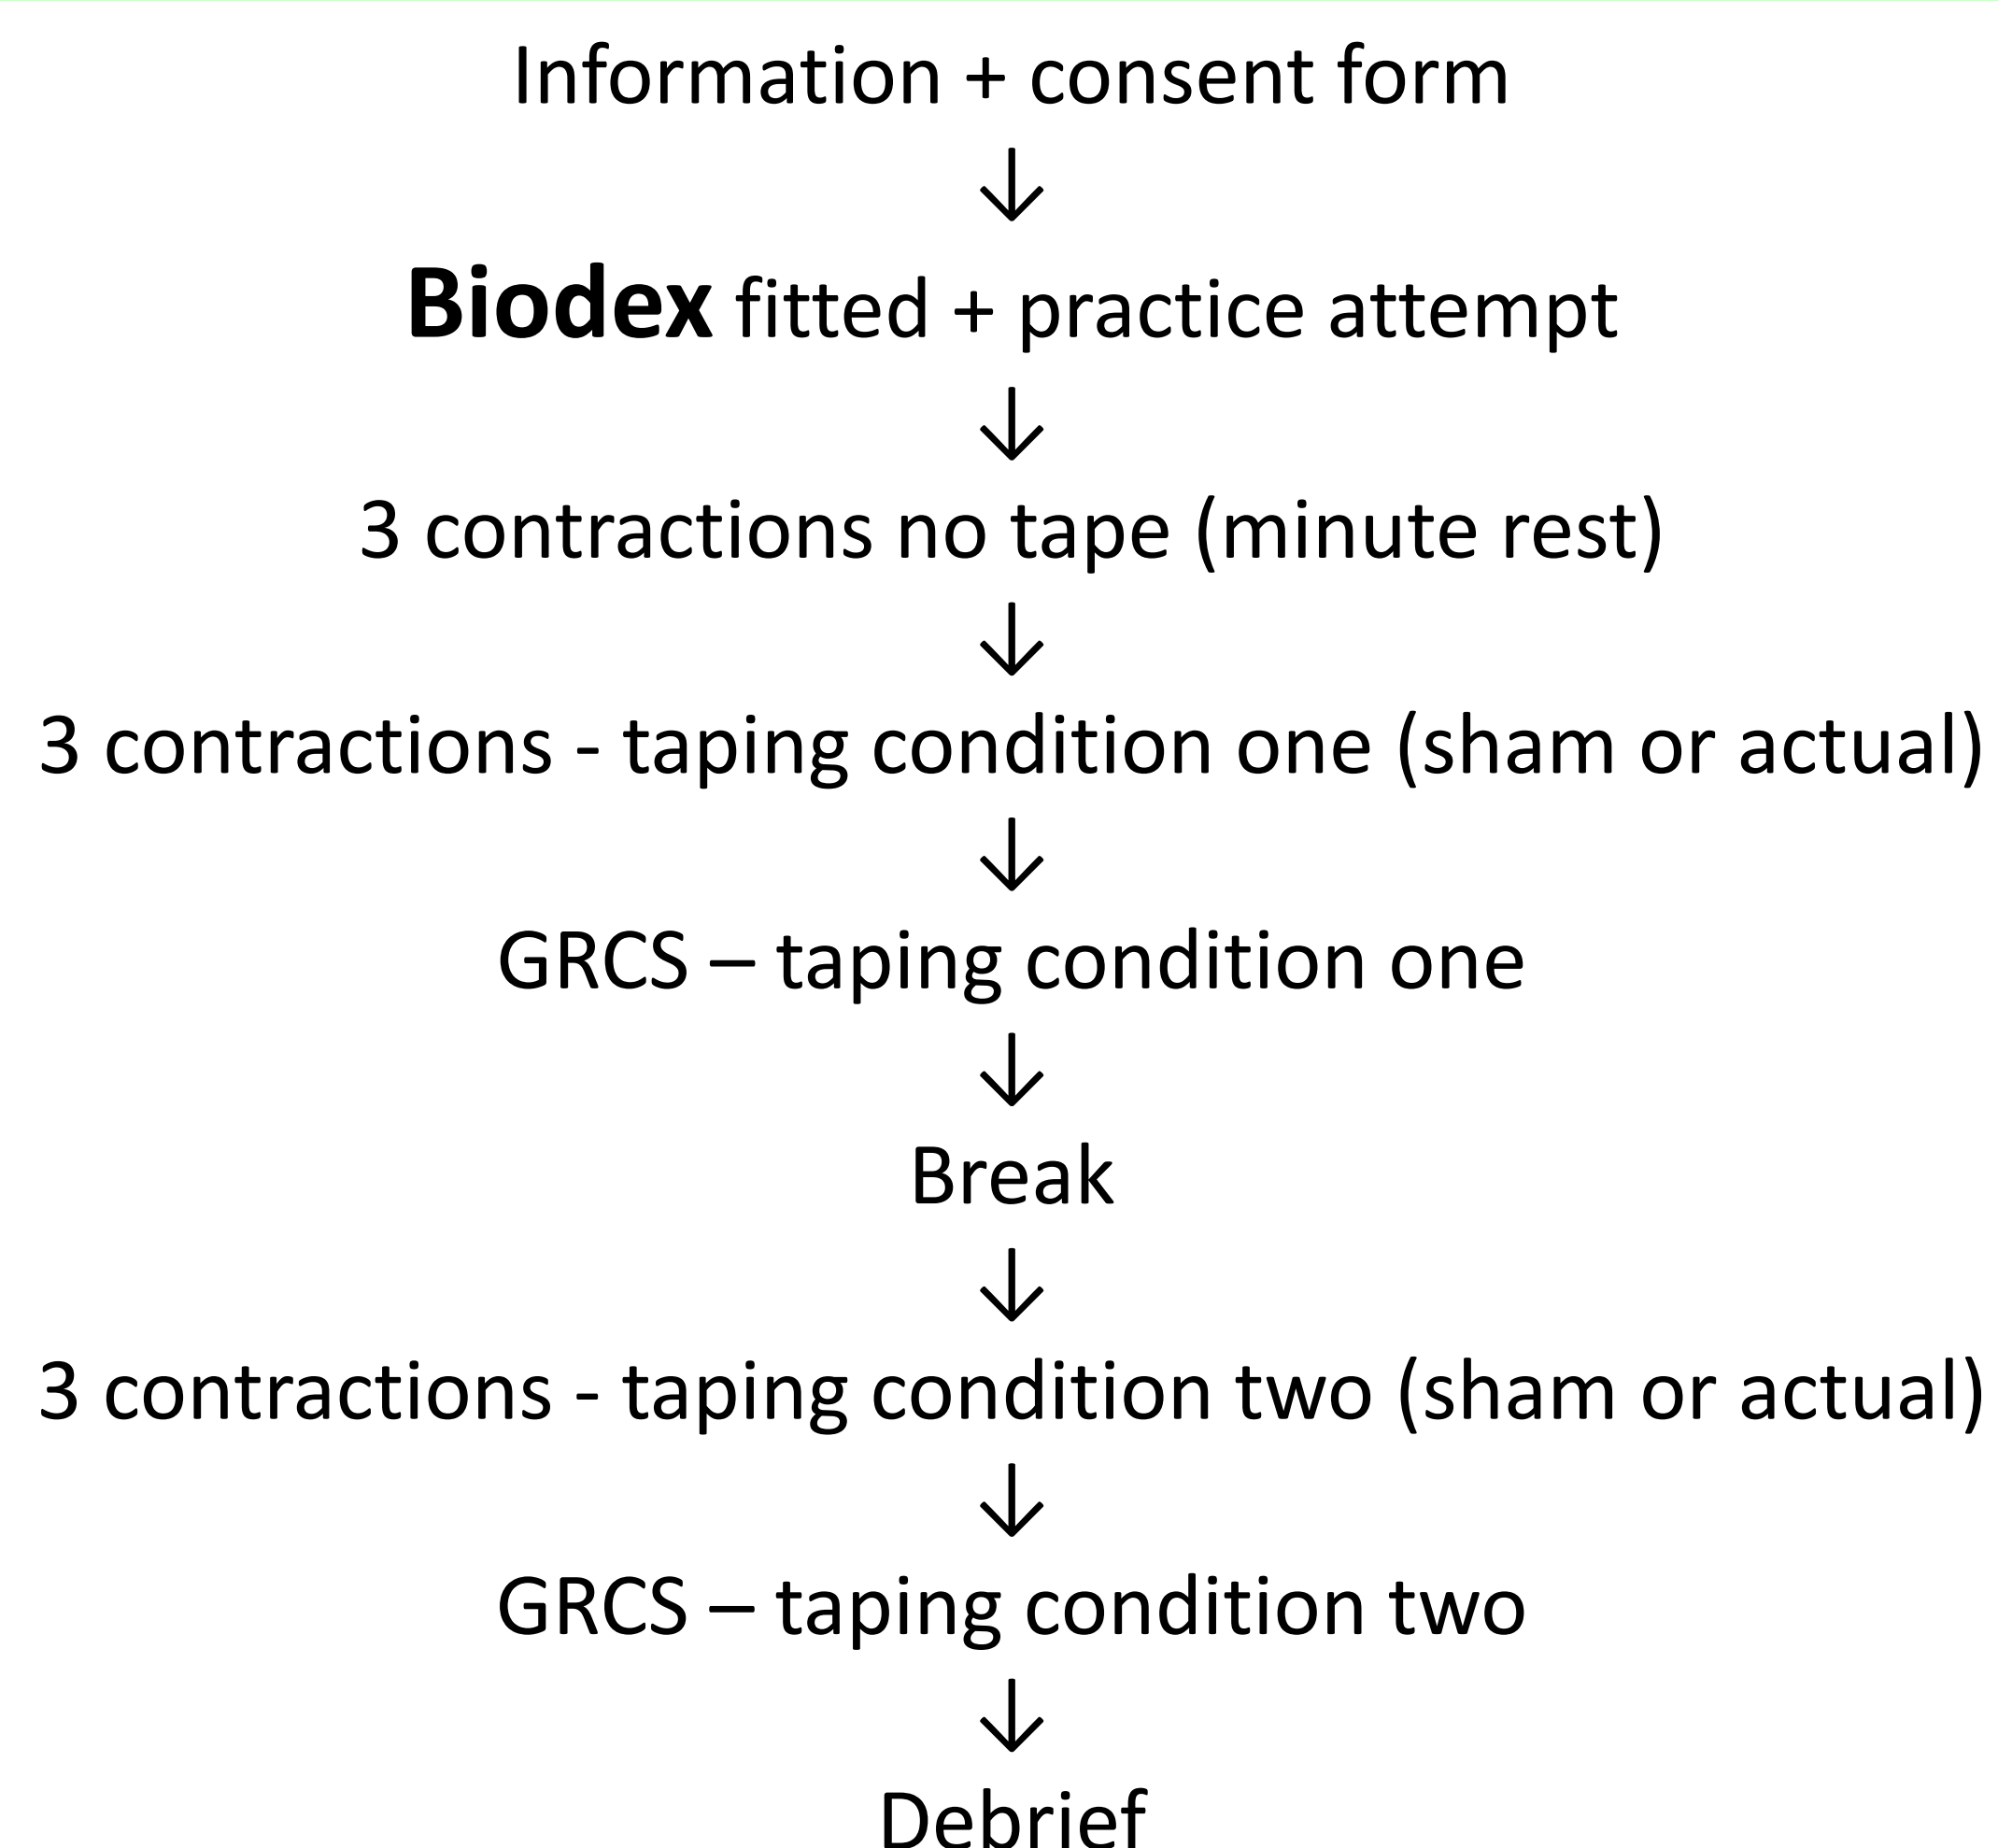 Information + consent form
↓
Biodex fitted + practice attempt
↓
3 contractions no tape (minute rest)
↓
3 contractions - taping condition one (sham or actual)
↓
GRCS – taping condition one
↓
Break
↓
3 contractions - taping condition two (sham or actual)
↓
GRCS – taping condition two
↓
Debrief